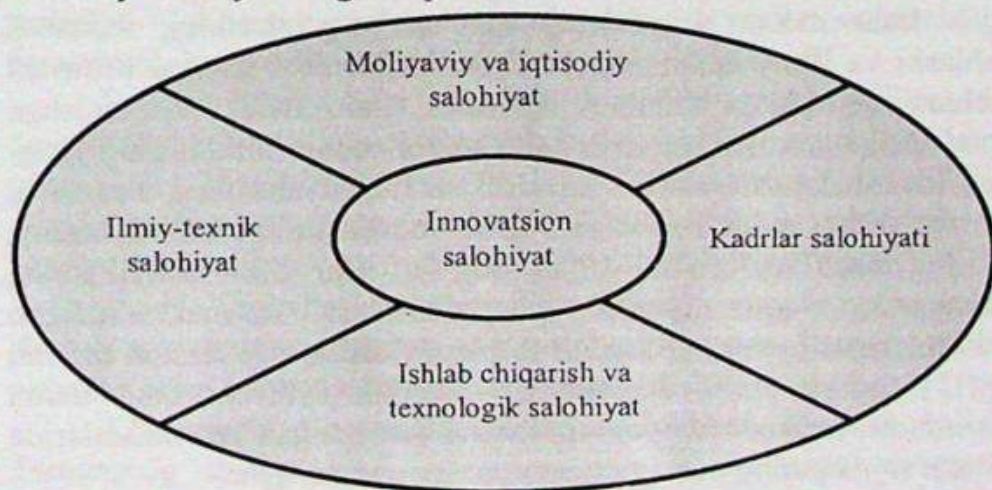 Moliyaviy va iqtisodiy
salohiyat
Ilmiy-texnik
salohiyat
Innovatsion
salohiyat
Kadrlar salohiyati
Ishlab chiqarish va
texnologik salohiyat